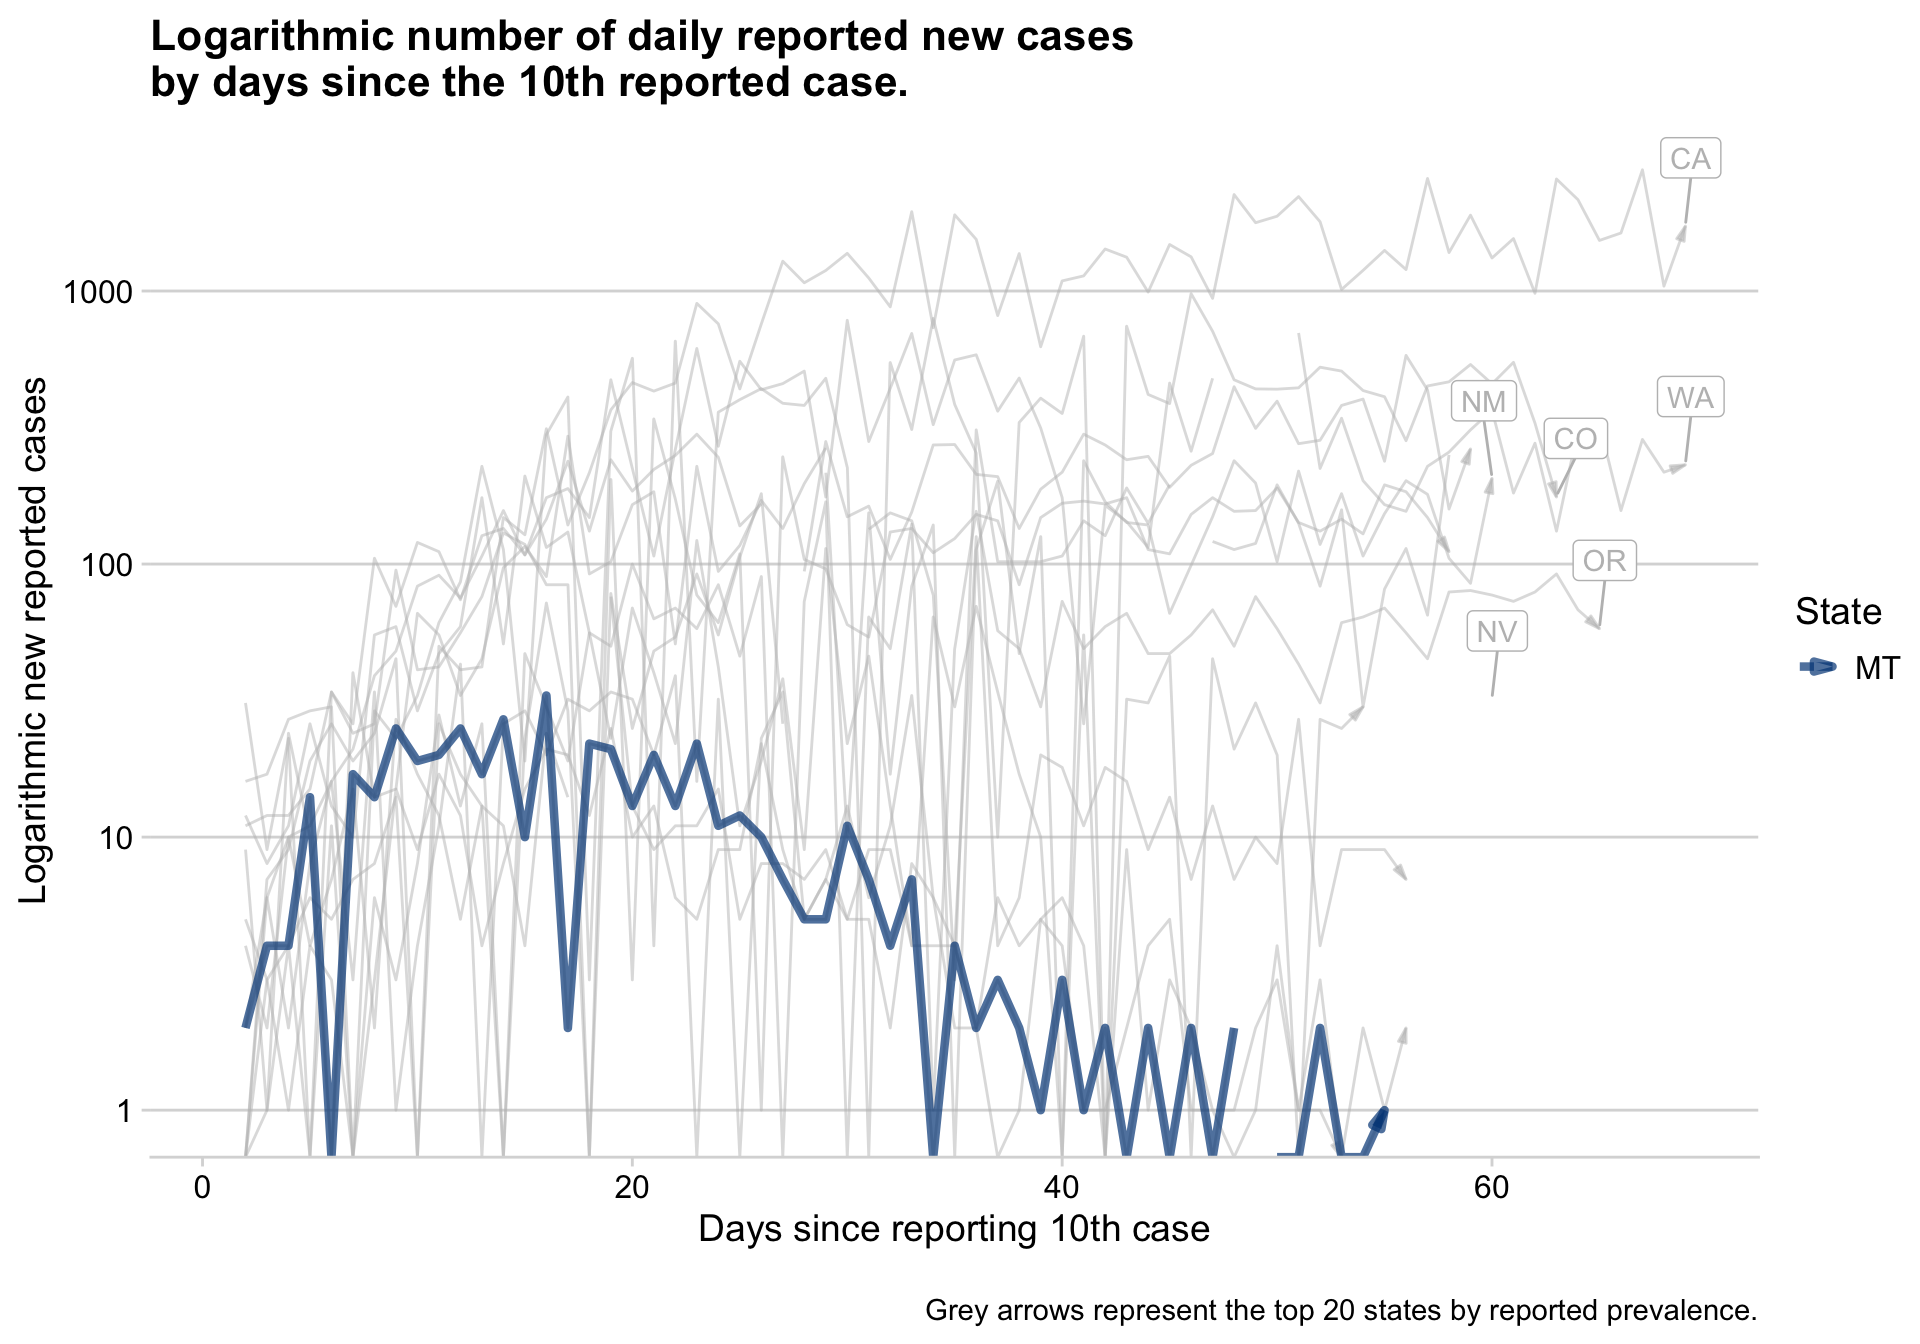 Logarithmic number of daily reported new cases
by days since the 10th reported case.
Logarithmic new reported cases
1000
100
10
1
CA
NM
WA
CO
OR
NV
State
MT
0
20
40
60
Days since reporting 10th case
Grey arrows represent the top 20 states by reported prevalence.